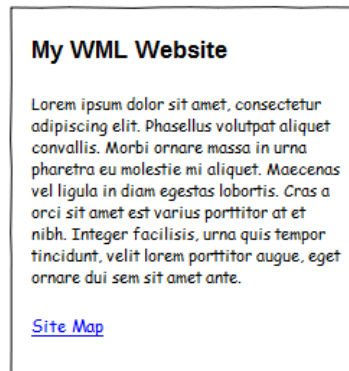 My WML Website
Lorem ipsum dolor sit amet, consectetur
adipiscing elit. Phasellus volutpat aliquet
convallis. Morbi ornare massa in urna
pharetra eu molestie mi aliquet. Maecenas
vel ligula in diam egestas lobortis. Cras a
orci sit amet est varius porttitor at et
nibh. Integer facilisis, urna quis tempor
tincidunt, velit lorem porttitor augue, eget
ornare dui sem sit amet ante.
Site Map